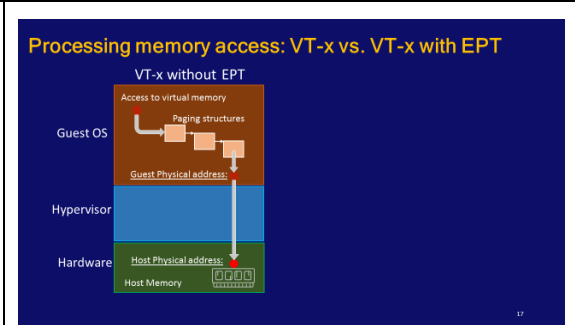 Processing memory access: VT-x vs. VT-x with EPT
VT-x without EPT
Access to virtual memory
Paging structures
Guest OS
Guest Physical address:
Hypervisor
Hardware
Host Physical address:
Host Memory
17